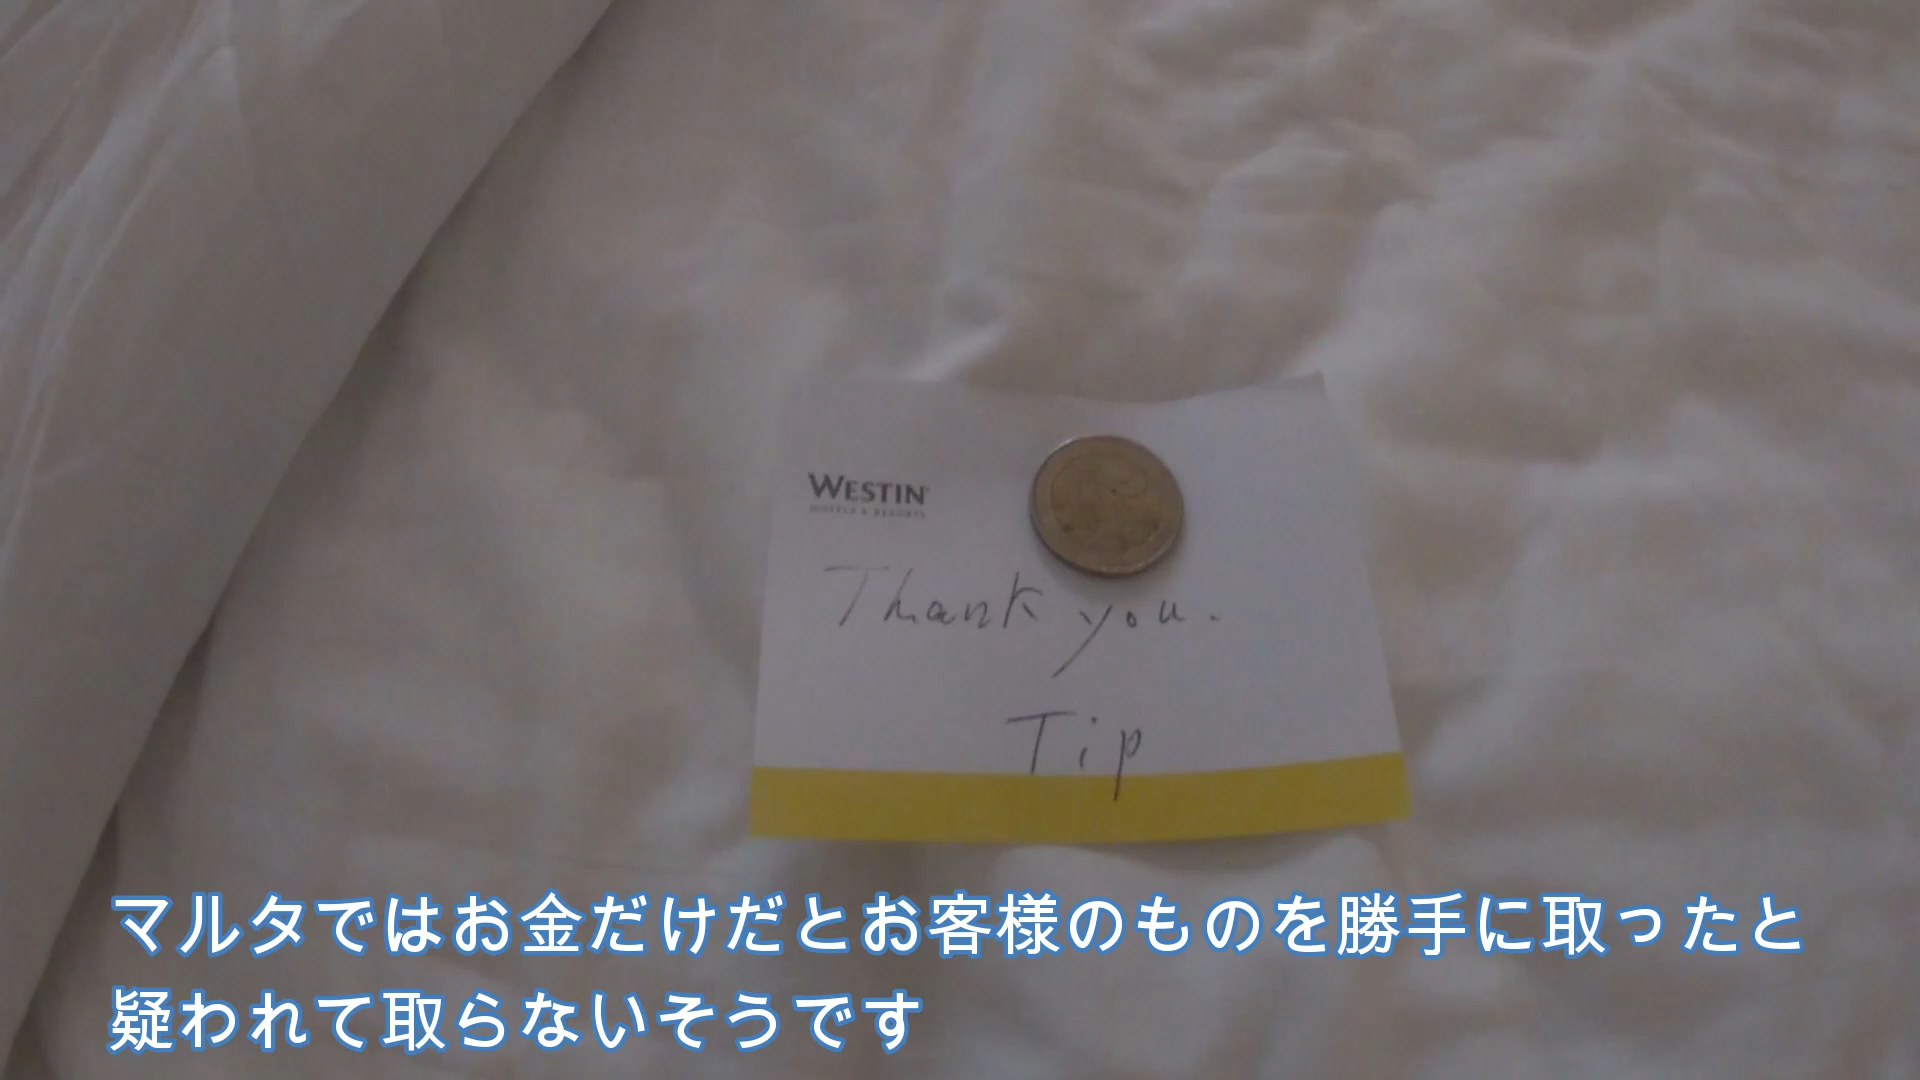 WESTIN
HOTELS & RESORTS
Thank you.
Tip
マルタではお金だけだとお客様のものを勝手に取ったと
疑われて取らないそうです